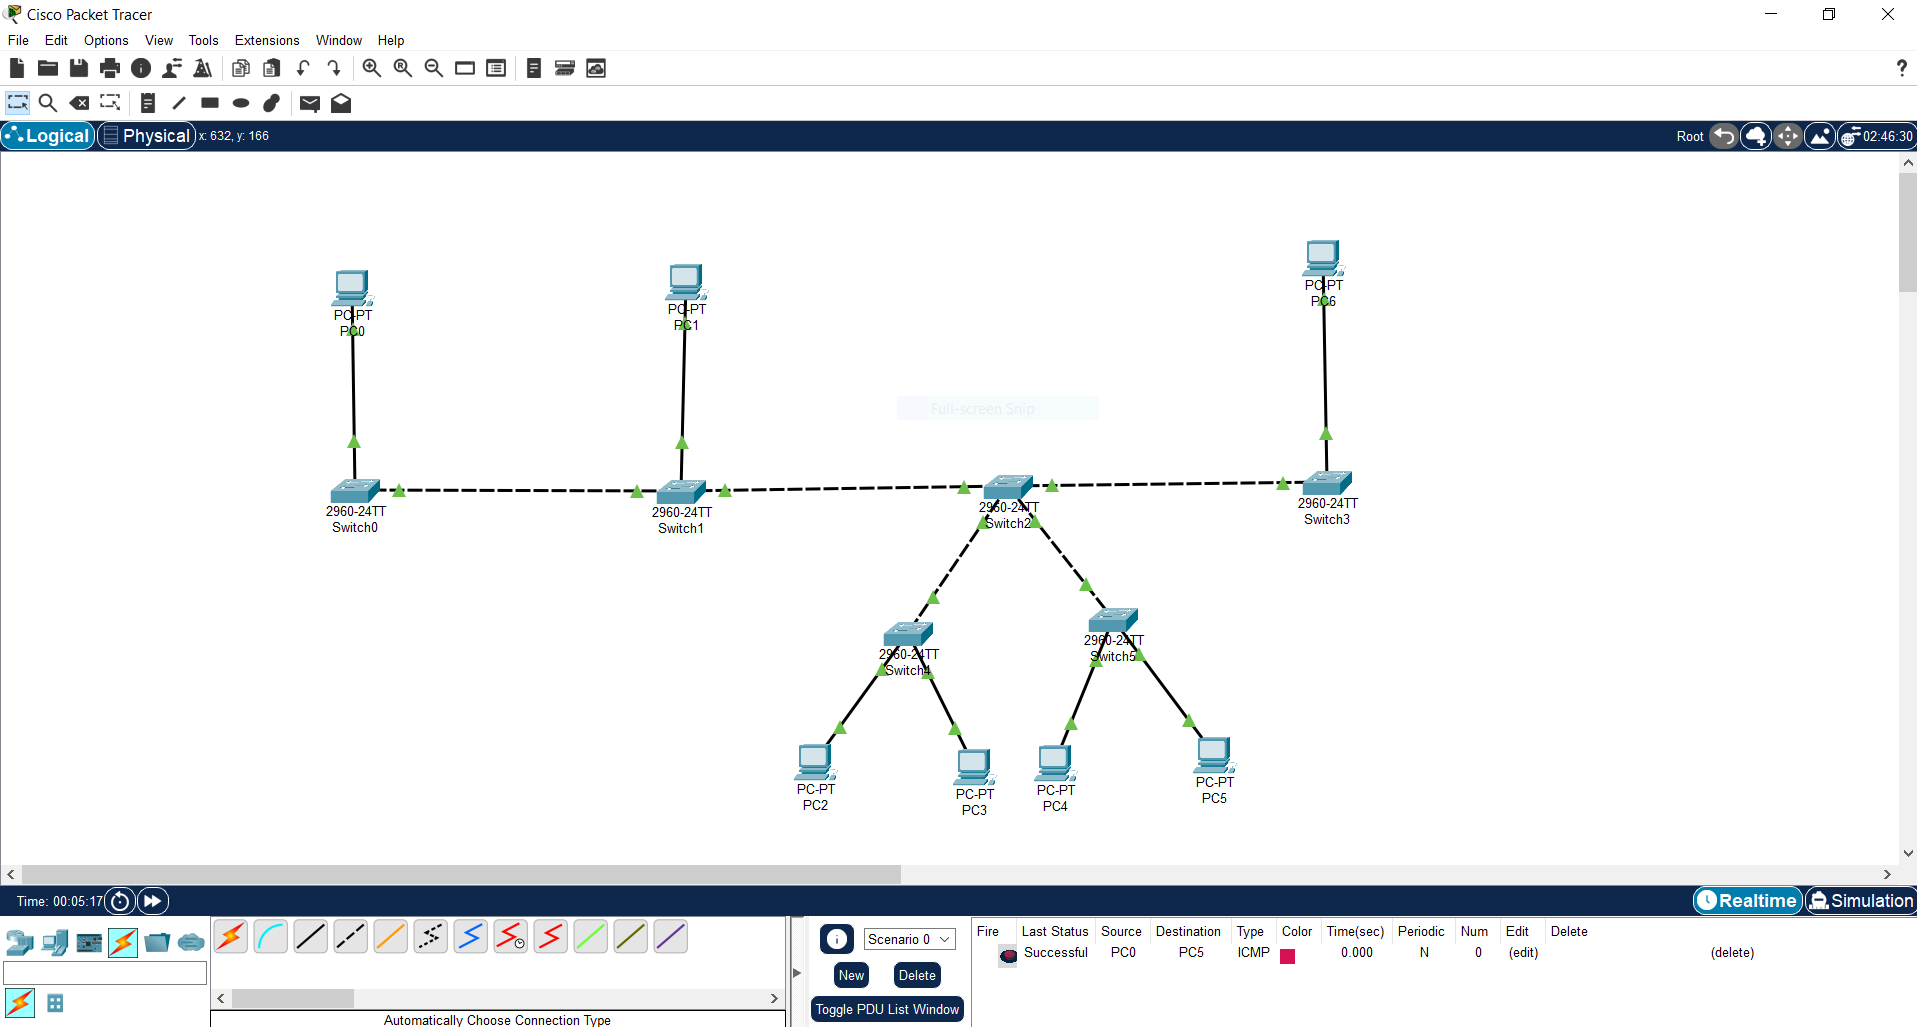 Cisco Packet Tracer
File Edit Options View Tools Extensions Window Help
Logical Physical x: 632, y: 166 Root 02:46:30
PC-PT
PC0
PC-PT
PC1
PC-PT
PC6
Full-screen Snip
2960-24TT
Switch0
2960-24TT
Switch1
2960-24TT
Switch2
2960-24TT
Switch3
2960-24TT
Switch4
2960-24TT
Switch5
PC-PT
PC2
PC-PT
PC3
PC-PT
PC4
PC-PT
PC5
Time: 00:05:17 Realtime Simulation
Scenario 0
New Delete
Toggle PDU List Window
Fire Last Status Source Destination Type Color Time(sec) Periodic Num Edit Delete
Successful PC0 PC5 ICMP 0.000 N 0 (edit) (delete)
Automatically Choose Connection Type